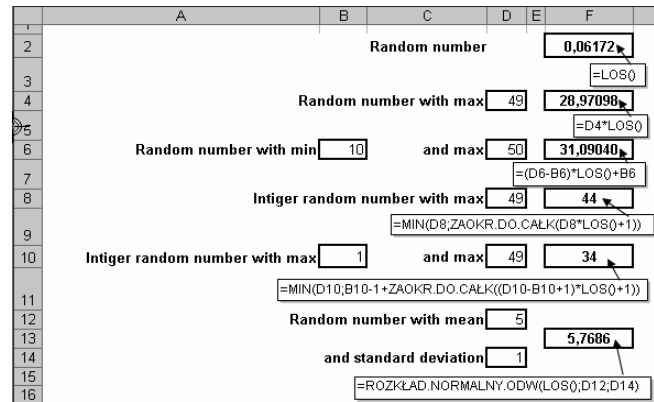 A B C D E F
2 Random number 0,06172
=LOS()
3
4 Random number with max 49 28,97098
5 =D4*LOS()
6 Random number with min 10 and max 50 31,09040
7 =(D6-B6)*LOS()+B6
8 Intiger random number with max 49 44
9 =MIN(D8;ZAOKR.DO.CAŁK(D8*LOS()+1))
10 Intiger random number with max 1 and max 49 34
11 =MIN(D10;B10-1+ZAOKR.DO.CAŁK((D10-B10+1)*LOS()+1))
12 Random number with mean 5
13 5,7686
14 and standard deviation 1
15
16 =ROZKŁAD.NORMALNY.ODW(LOS();D12;D14)